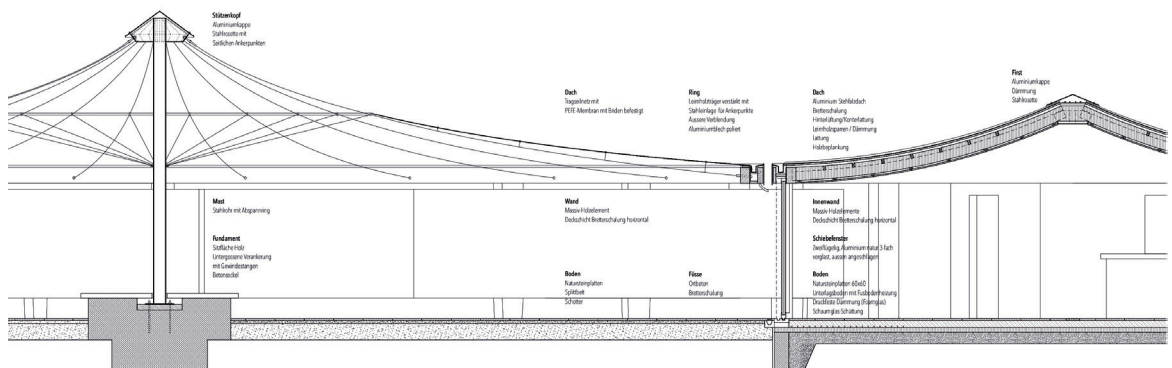 Stützenkopf
Aluminiumkappe
Stahlrosette mit
Seitlichen Ankerpunkten
Dach
Tragseilnetz mit
PEFE-Membran mit Briden befestigt
Ring
Leimholzträger verstärkt mit
Stahleinlage für Ankerpunkte
Äussere Verblendung
Aluminiumblech poliert
Dach
Aluminium Stehfalzdach
Bretterschalung
Hinterlüftung/Konterlattung
Leimholzsparren / Dämmung
Lattung
Holzbeplankung
First
Aluminiumkappe
Dämmung
Stahlrosette
Mast
Stahlrohr mit Abspannring
Fundament
Sitzfläche Holz
Untergossene Verankerung
mit Gewindestangen
Betonsockel
Wand
Massiv-Holzelement
Deckschicht Bretterschalung horizontal
Boden
Natursteinplatten
Splittbett
Schotter
Füsse
Ortbeton
Bretterschalung
Innenwand
Massiv-Holzelemente
Deckschicht Bretterschalung horizontal
Schiebefenster
Zweiflügelig, Aluminium natur 3-fach
verglast, aussen angeschlagen
Boden
Natursteinplatten 60x60
Unterlagsboden mit Fusbodenheizung
Druckfeste Dämmung (Foamglas)
Schaumglas Schüttung